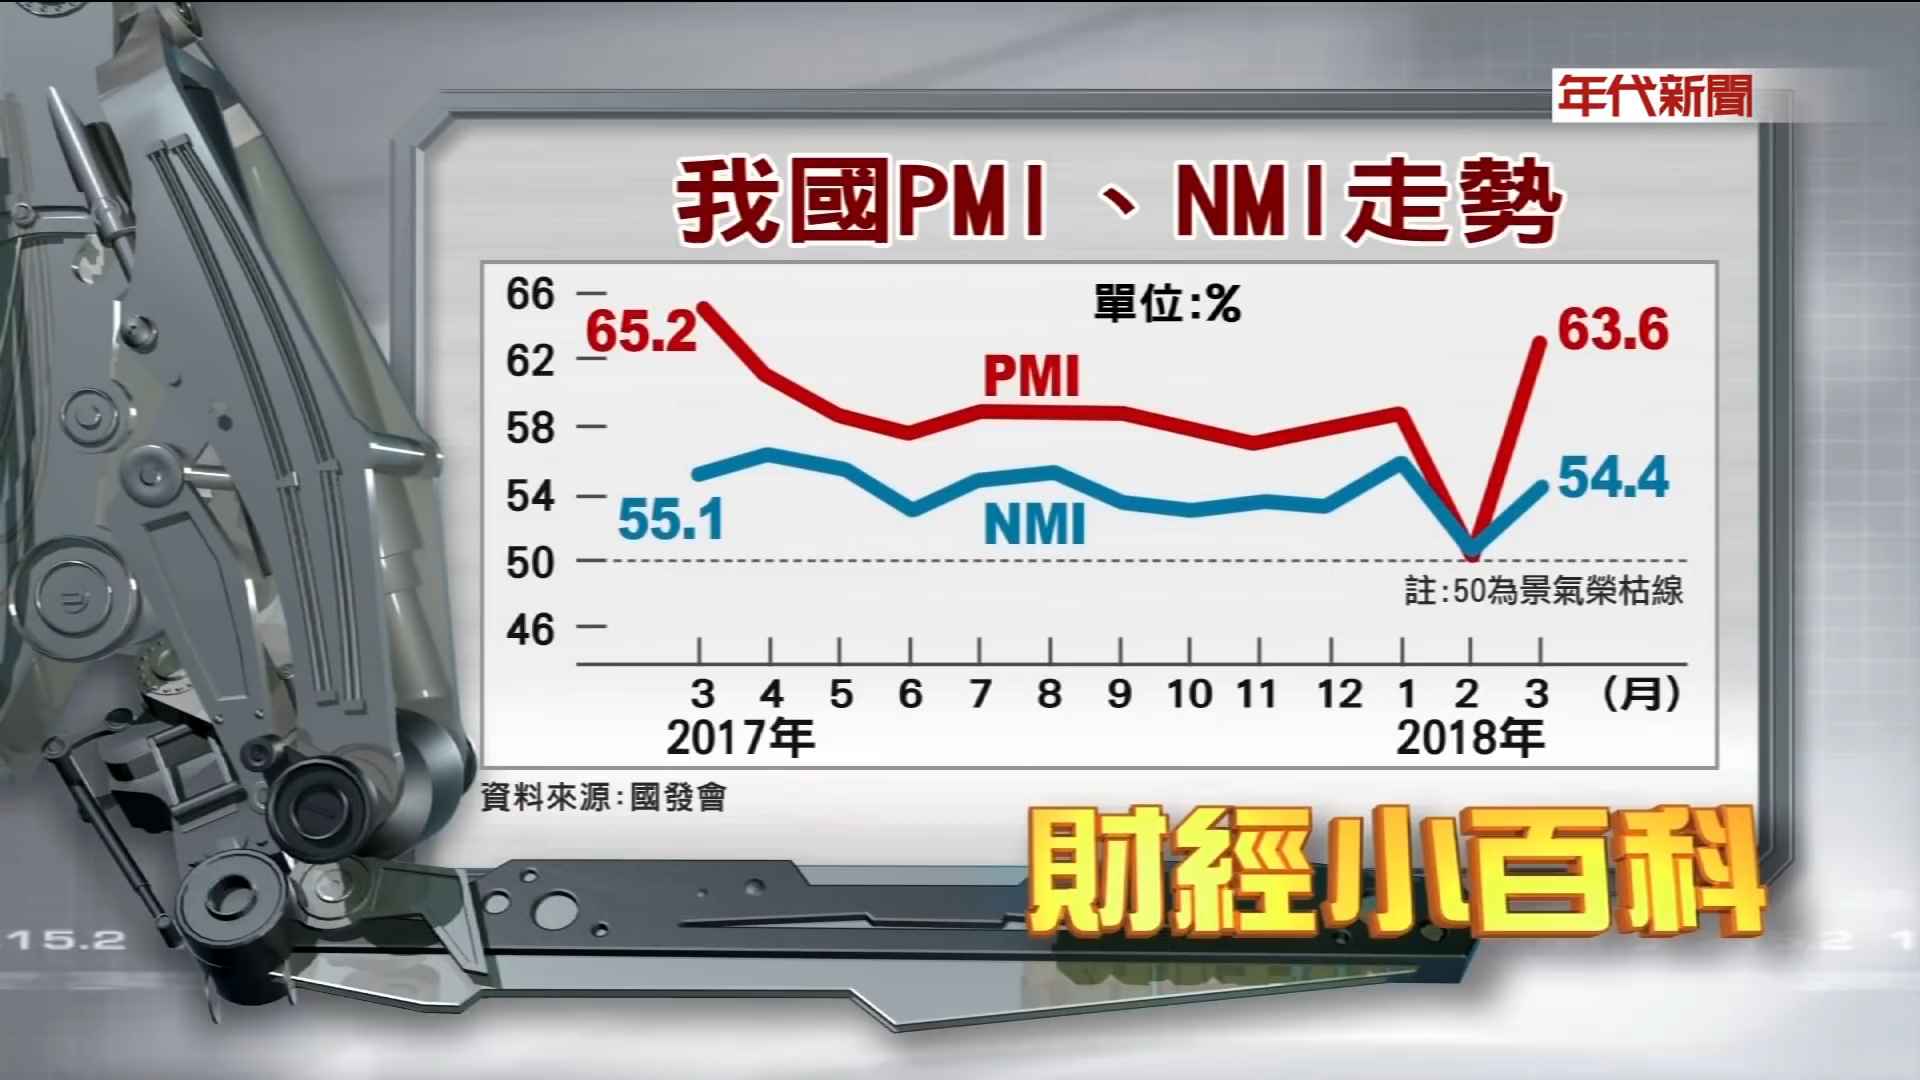 年代新聞
我國PMI、NMI走勢
單位:%
66
65.2
63.6
62
PMI
58
54.4
54
55.1
NMI
50
註:50為景氣榮枯線
46
3 4 5 6 7 8 9 10 11 12 1 2 3 (月)
2017年 2018年
資料來源:國發會
財經小百科
15.2